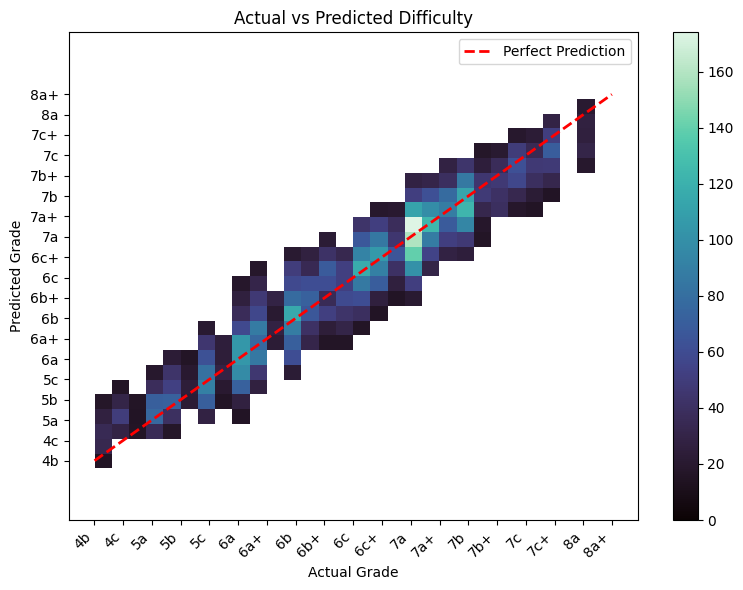 Actual vs Predicted Difficulty
Perfect Prediction
Predicted Grade
8a+
8a
7c+
7c
7b+
7b
7a+
7a
6c+
6c
6b+
6b
6a+
6a
5c
5b
5a
4c
4b
4b
4c
5a
5b
5c
6a
6a+
6b
6b+
6c
6c+
7a
7a+
7b
7b+
7c
7c+
8a
8a+
Actual Grade
160
140
120
100
80
60
40
20
0